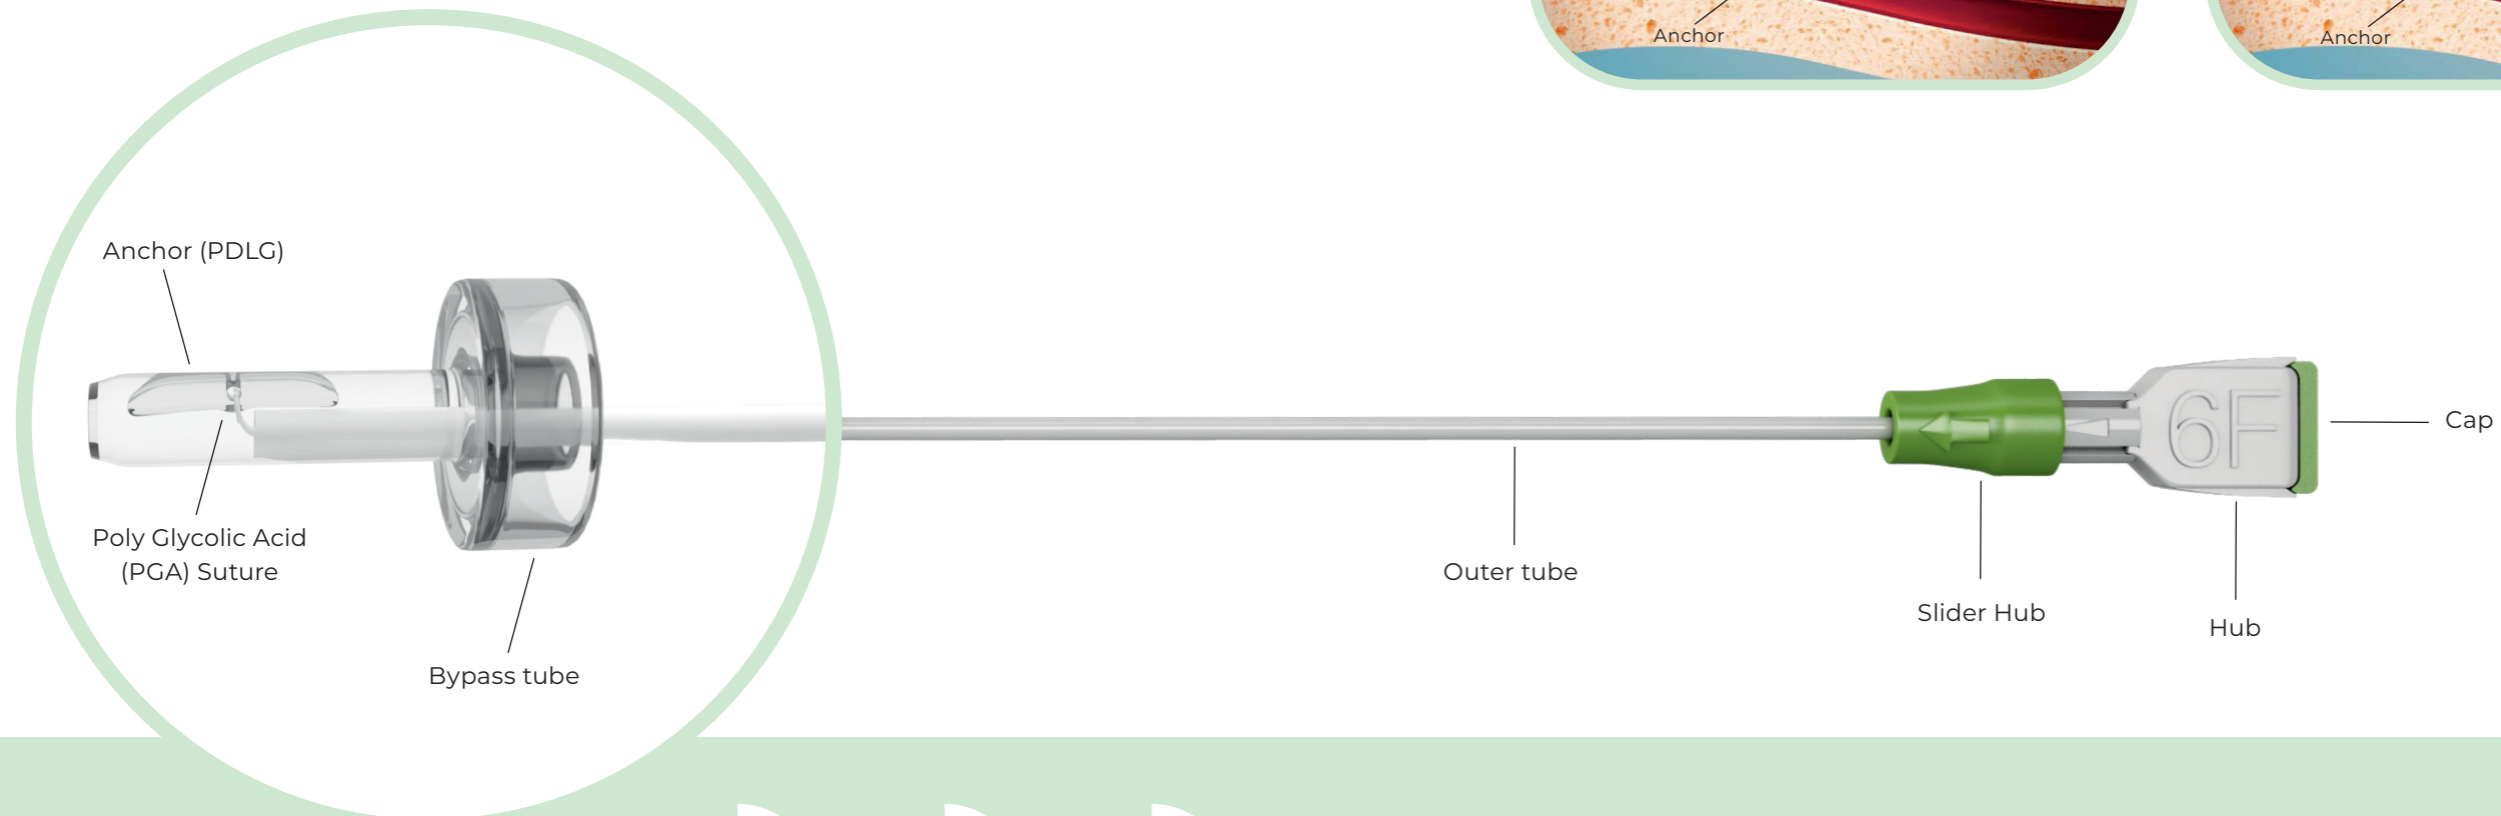 Anchor
Anchor
Anchor (PDLG)
6F
Cap
Poly Glycolic Acid
(PGA) Suture
Outer tube
Slider Hub
Hub
Bypass tube